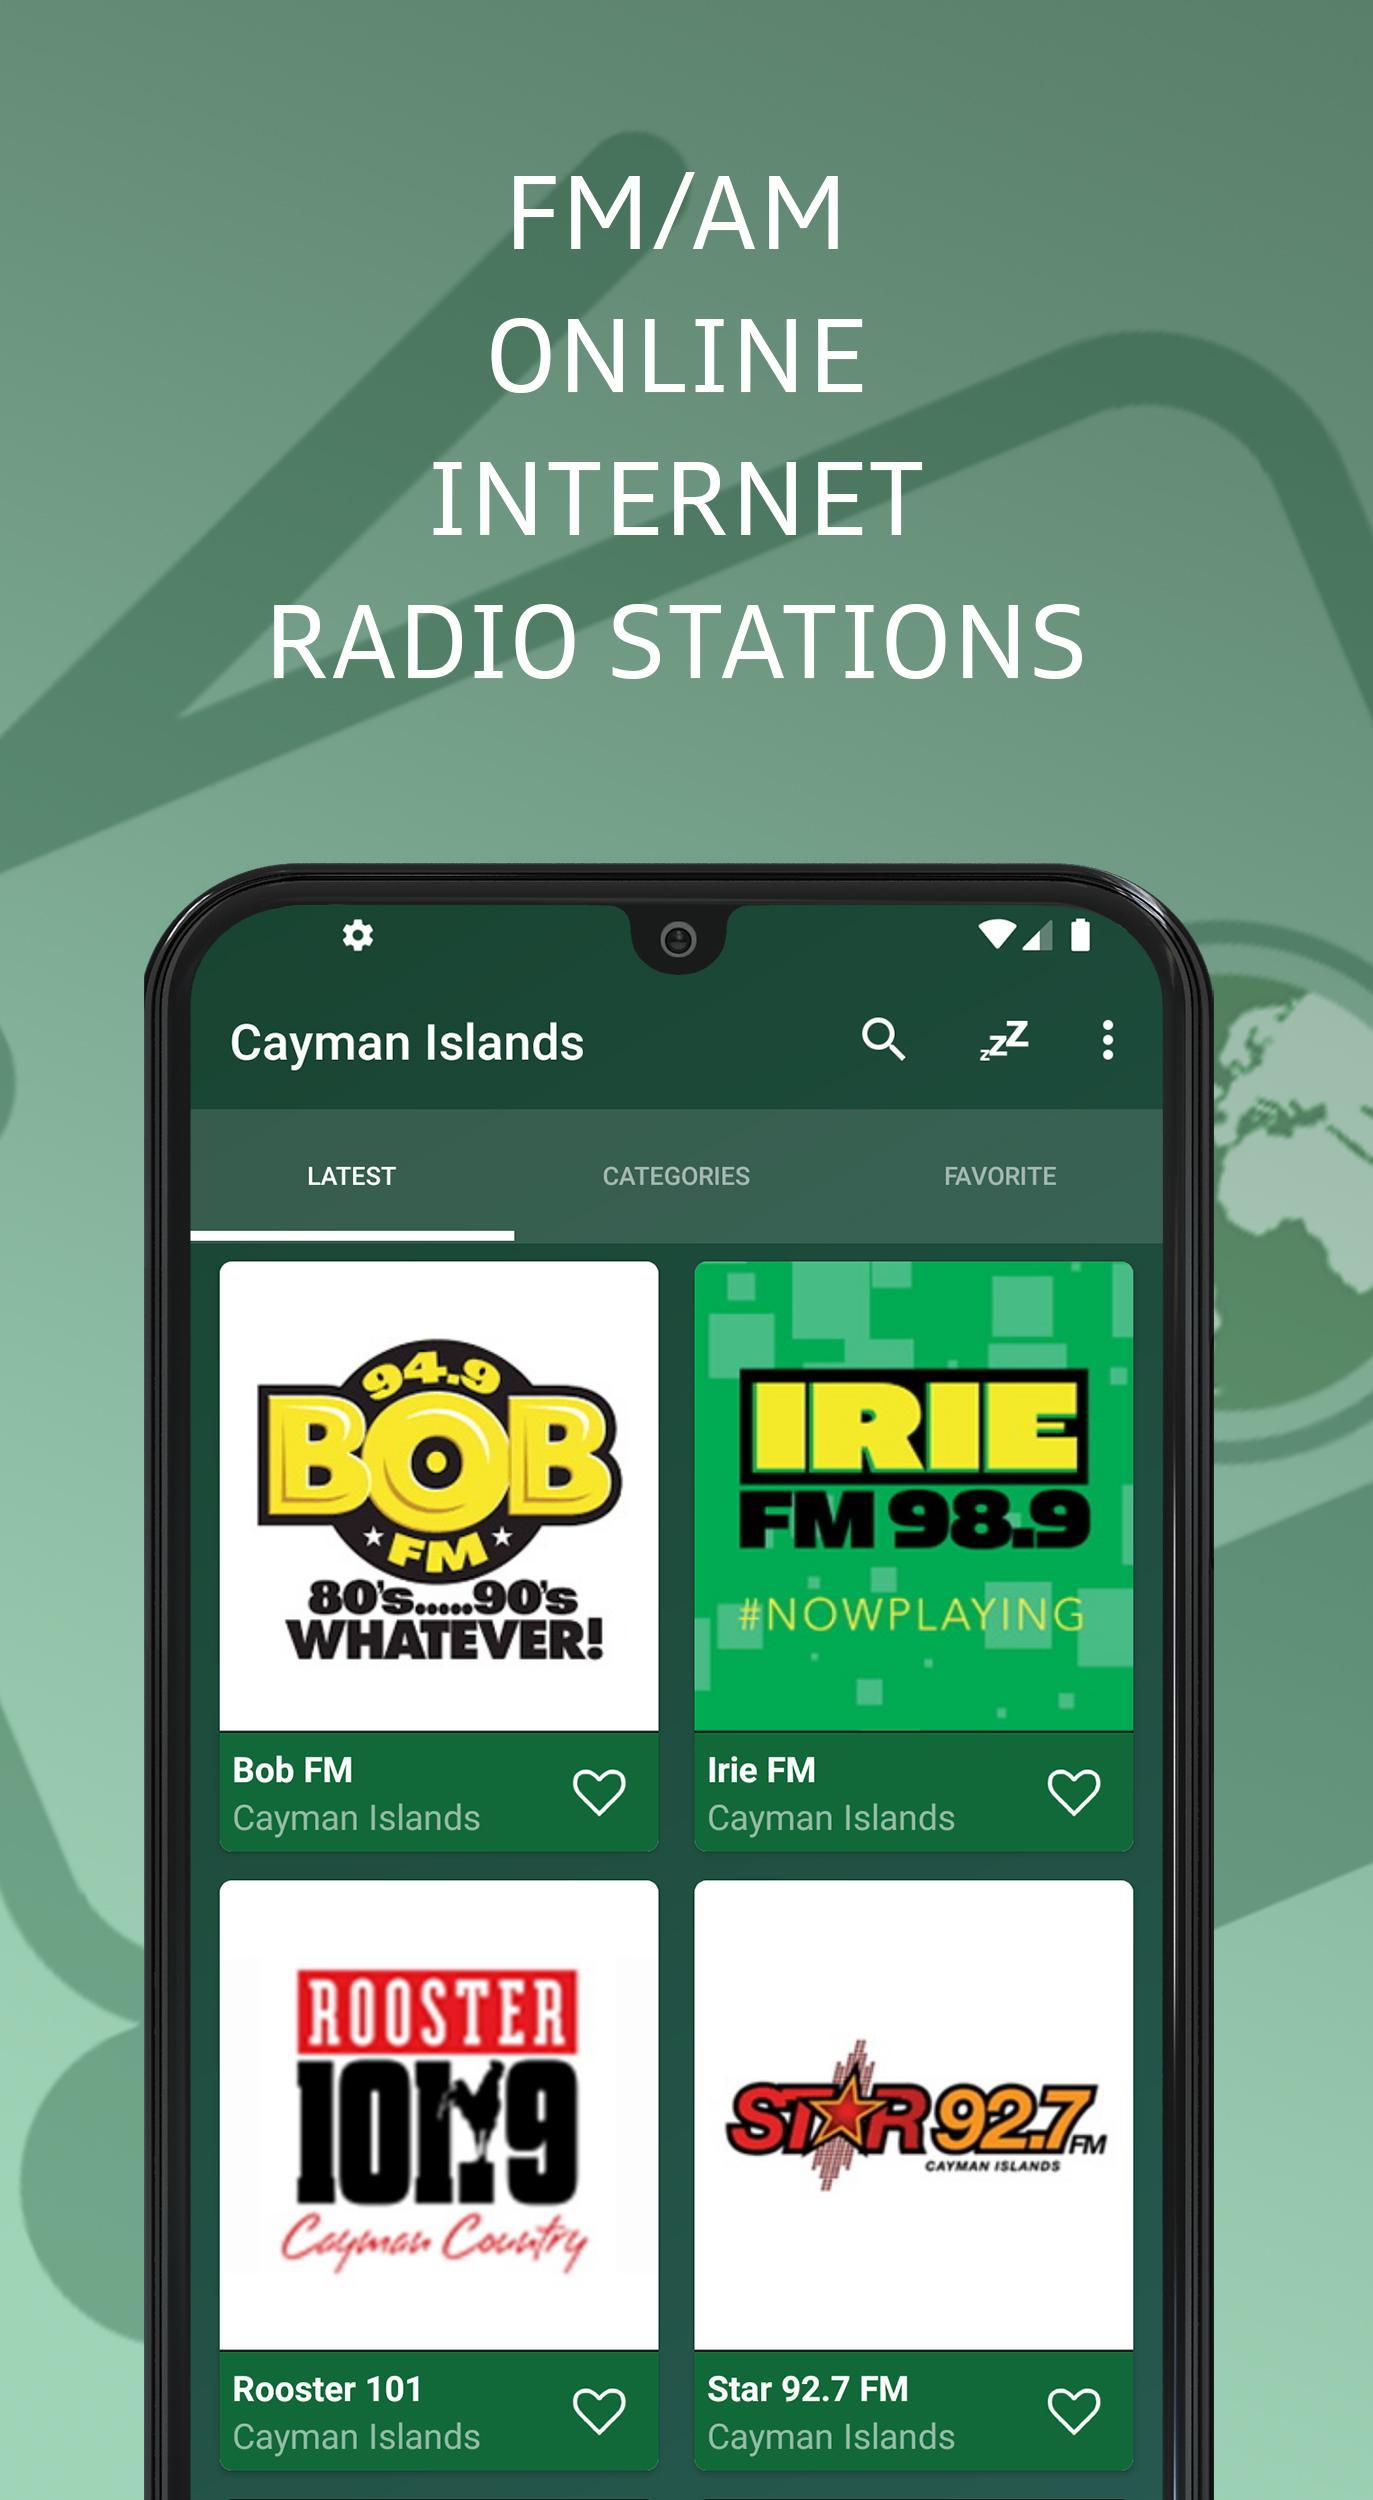 FM/AM
ONLINE
INTERNET
RADIO STATIONS
Cayman Islands
zzZ
LATEST CATEGORIES FAVORITE
94.9
BOB
FM
80's.....90's
WHATEVER!
IRIE
FM 98.9
#NOWPLAYING
Bob FM
Cayman Islands
Irie FM
Cayman Islands
ROOSTER
101.9
Cayman Country
STAR 92.7 FM
CAYMAN ISLANDS
Rooster 101
Cayman Islands
Star 92.7 FM
Cayman Islands